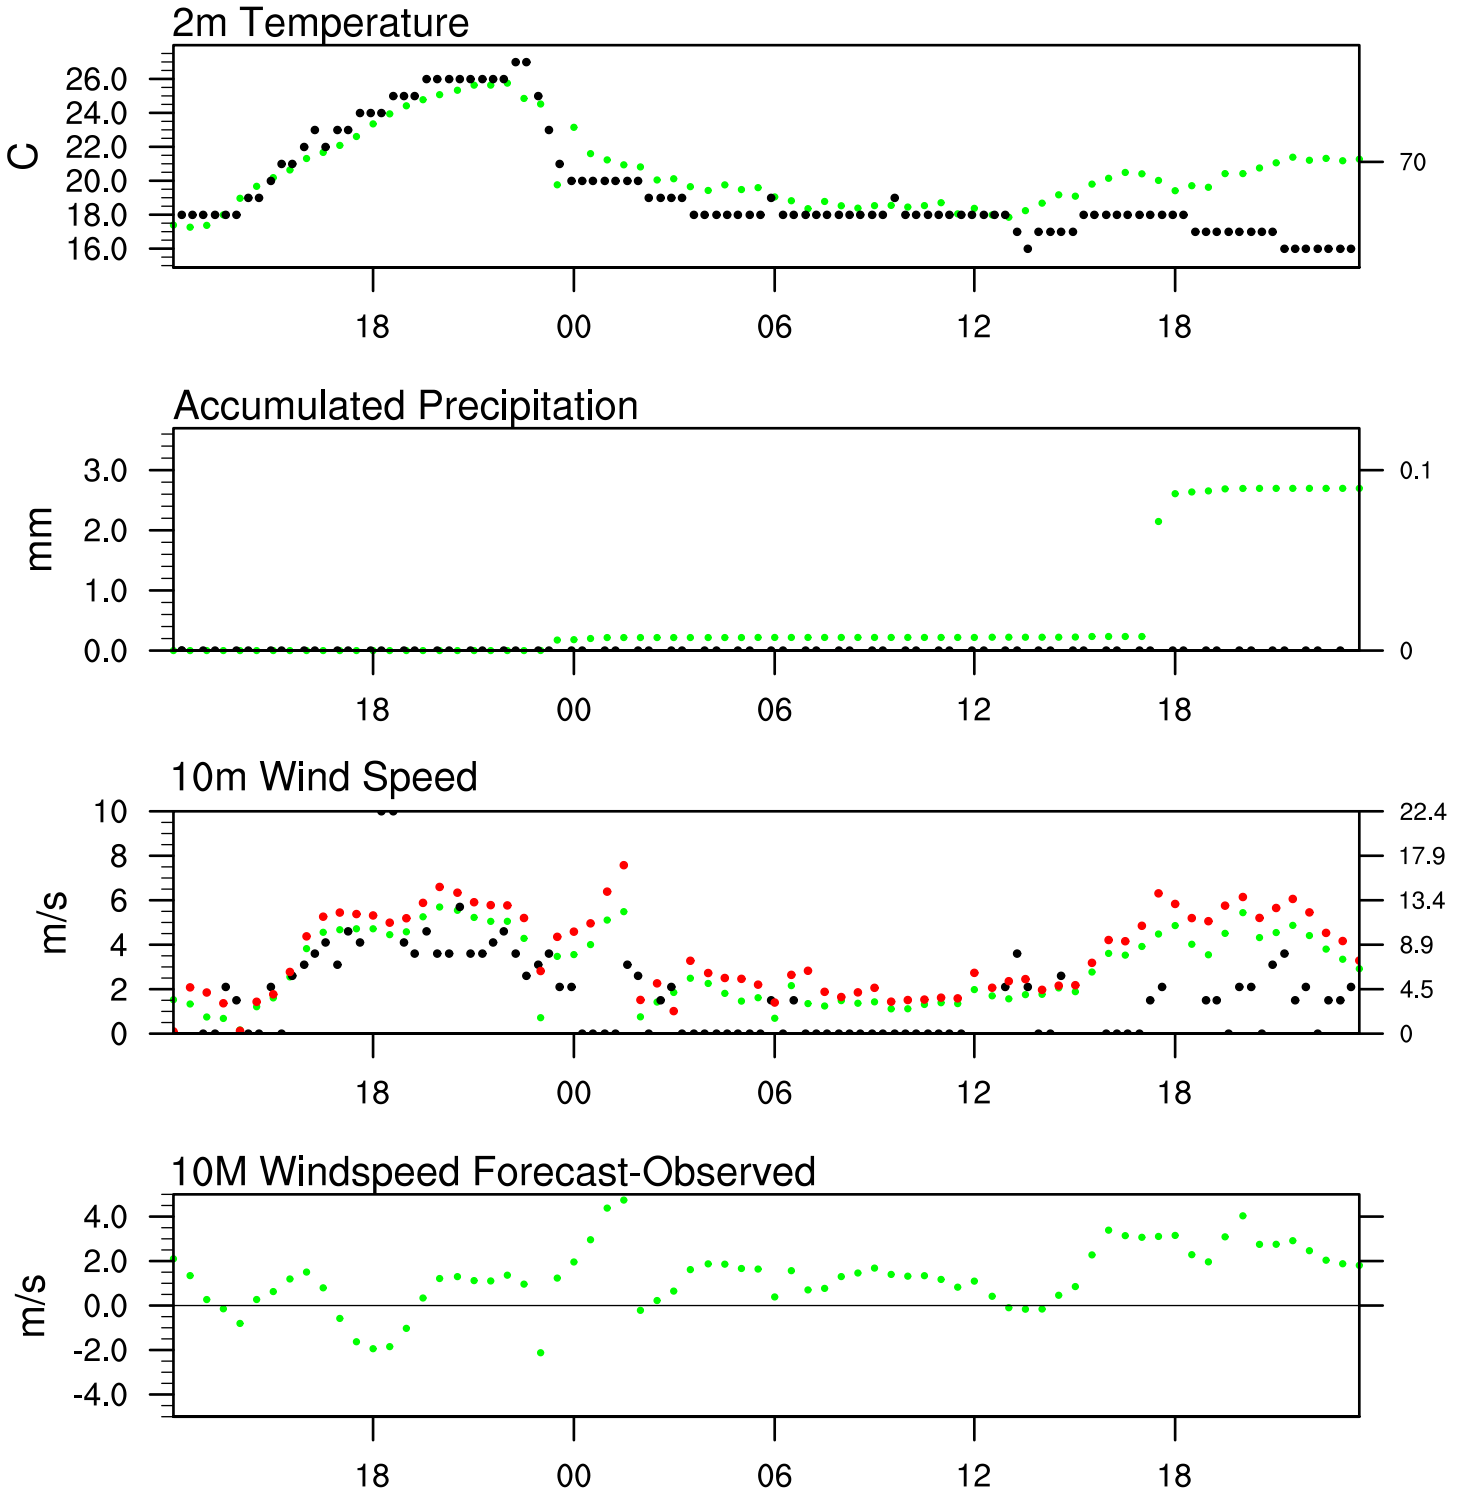 2m Temperature
26.0
24.0
22.0
20.0
18.0
16.0
C
70
18 00 06 12 18
Accumulated Precipitation
3.0
2.0
1.0
0.0
mm
0.1
0
18 00 06 12 18
10m Wind Speed
10
8
6
4
2
0
m/s
22.4
17.9
13.4
8.9
4.5
0
18 00 06 12 18
10M Windspeed Forecast-Observed
4.0
2.0
0.0
-2.0
-4.0
m/s
18 00 06 12 18